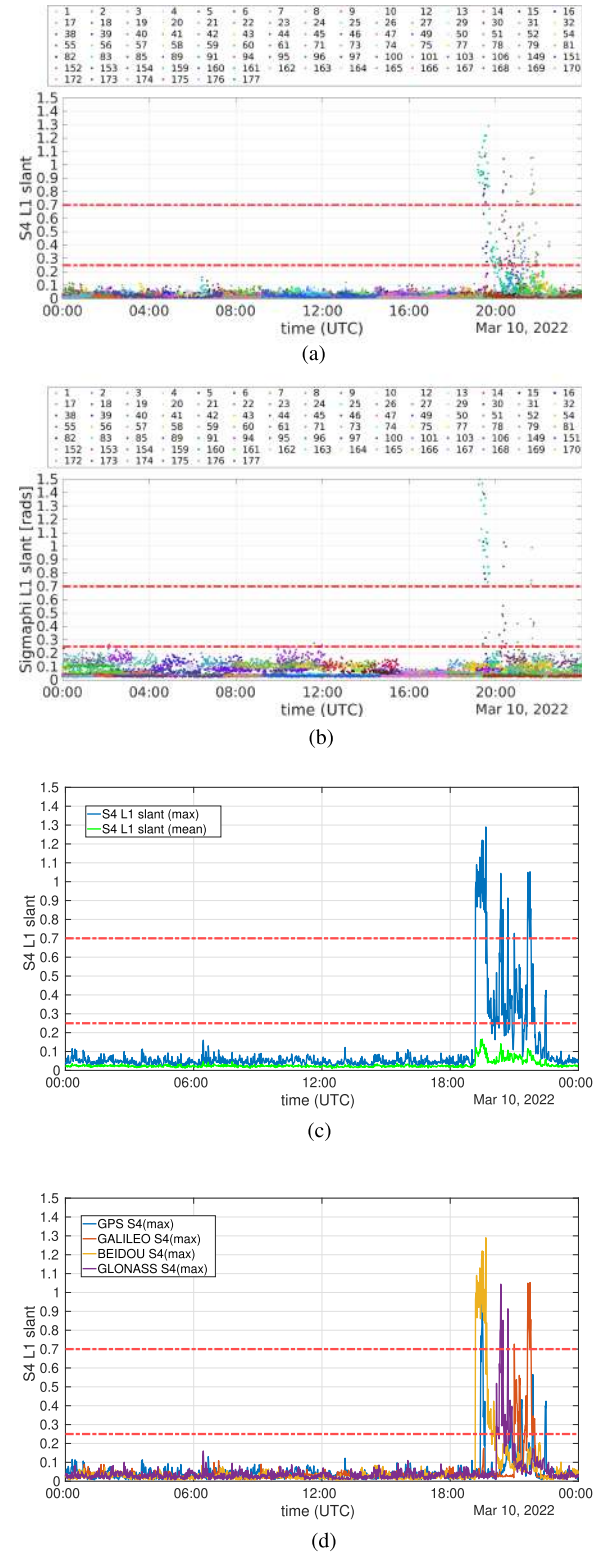 1 2 3 4 5 6 7 8 9 10 12 13 14 15 16
17 18 19 20 21 22 23 24 25 26 27 29 30 31 32
38 39 40 41 42 43 44 45 46 47 49 50 51 52 54
55 56 57 58 59 60 61 71 73 74 75 77 78 79 81
82 83 85 89 91 94 95 96 97 100 101 103 106 149 151
152 153 154 159 160 161 162 163 164 165 166 167 168 169 170
172 173 174 175 176 177
1.5
1.4
1.3
1.2
1.1
1
0.9
0.8
0.7
0.6
0.5
0.4
0.3
0.2
0.1
0
S4 L1 slant
00:00 04:00 08:00 12:00 16:00 20:00
time (UTC) Mar 10, 2022
(a)
1 2 3 4 5 6 7 8 9 10 12 13 14 15 16
17 18 19 20 21 22 23 24 25 26 27 29 30 31 32
38 39 40 41 42 43 44 45 46 47 49 50 51 52 54
55 56 57 58 59 60 61 71 73 74 75 77 78 79 81
82 83 85 89 91 94 95 96 97 100 101 103 106 149 151
152 153 154 159 160 161 162 163 164 165 166 167 168 169 170
172 173 174 175 176 177
1.5
1.4
1.3
1.2
1.1
1
0.9
0.8
0.7
0.6
0.5
0.4
0.3
0.2
0.1
0
Sigmaphi L1 slant [rads]
00:00 04:00 08:00 12:00 16:00 20:00
time (UTC) Mar 10, 2022
(b)
1.5
1.4
1.3
1.2
1.1
1
0.9
0.8
0.7
0.6
0.5
0.4
0.3
0.2
0.1
0
S4 L1 slant
S4 L1 slant (max)
S4 L1 slant (mean)
00:00 06:00 12:00 18:00 00:00
time (UTC) Mar 10, 2022
(c)
1.5
1.4
1.3
1.2
1.1
1
0.9
0.8
0.7
0.6
0.5
0.4
0.3
0.2
0.1
0
S4 L1 slant
GPS S4(max)
GALILEO S4(max)
BEIDOU S4(max)
GLONASS S4(max)
00:00 06:00 12:00 18:00 00:00
time (UTC) Mar 10, 2022
(d)